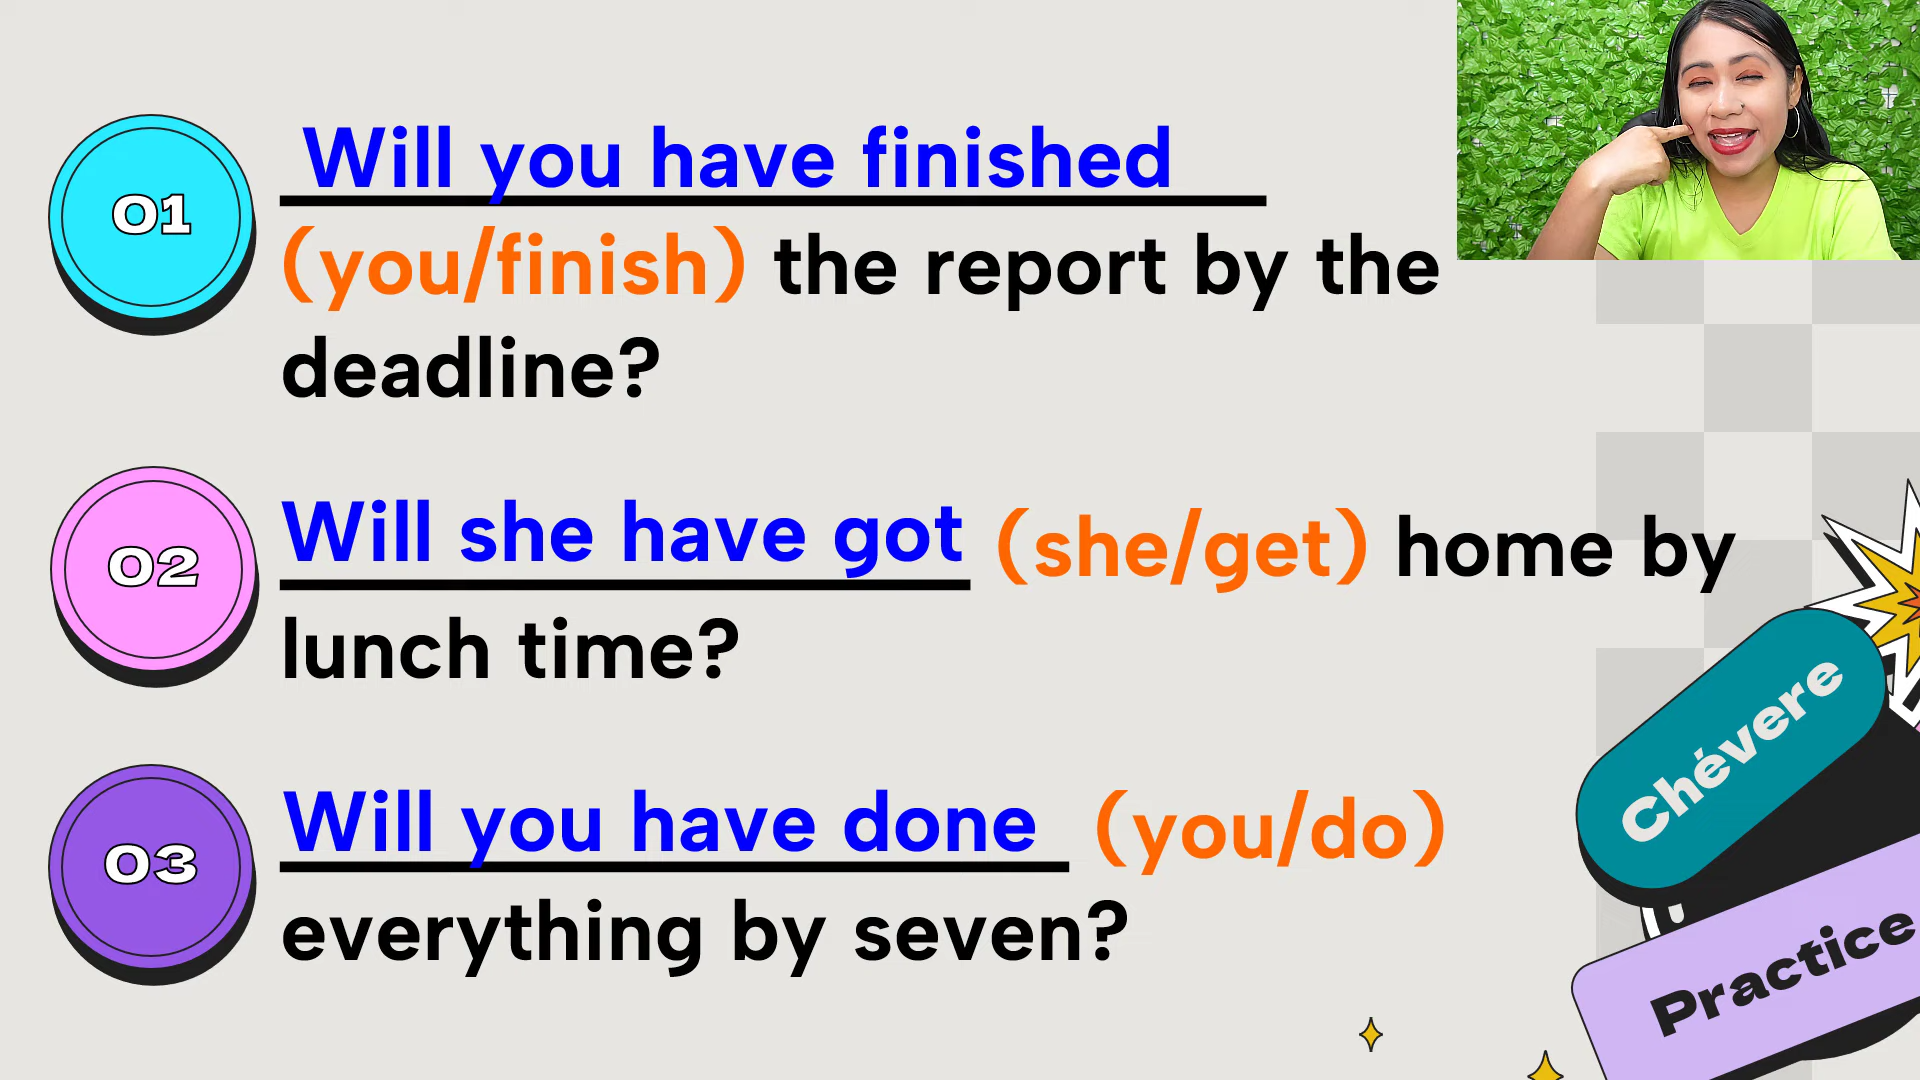 01
Will you have finished
(you/finish) the report by the
deadline?
02
Will she have got (she/get) home by
lunch time?
03
Will you have done (you/do)
everything by seven?
Chévere
Practice